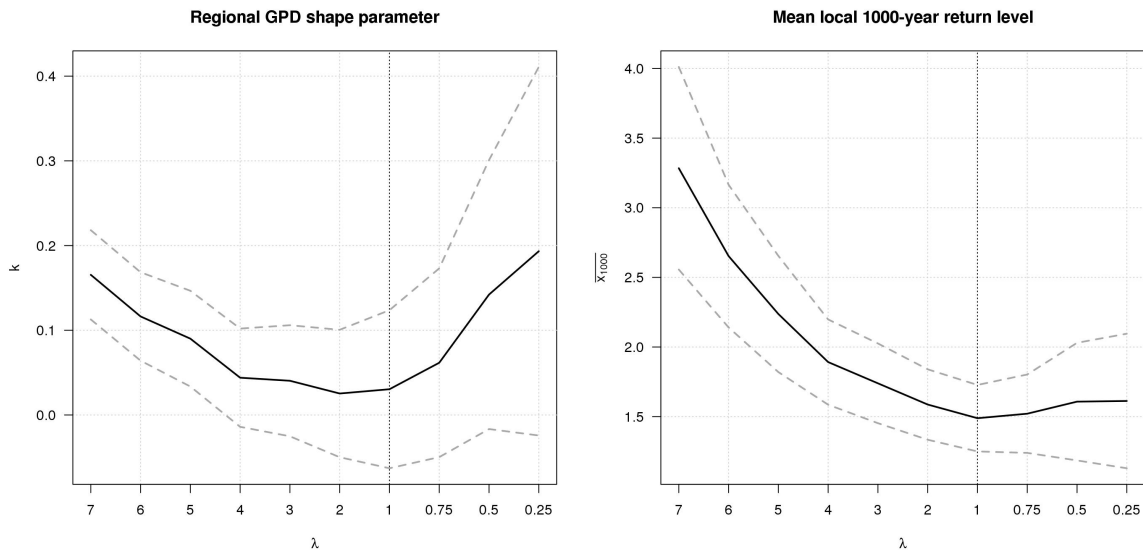 Regional GPD shape parameter
k
0.4
0.3
0.2
0.1
0.0
7 6 5 4 3 2 1 0.75 0.5 0.25
λ
Mean local 1000-year return level
x1000
4.0
3.5
3.0
2.5
2.0
1.5
7 6 5 4 3 2 1 0.75 0.5 0.25
λ